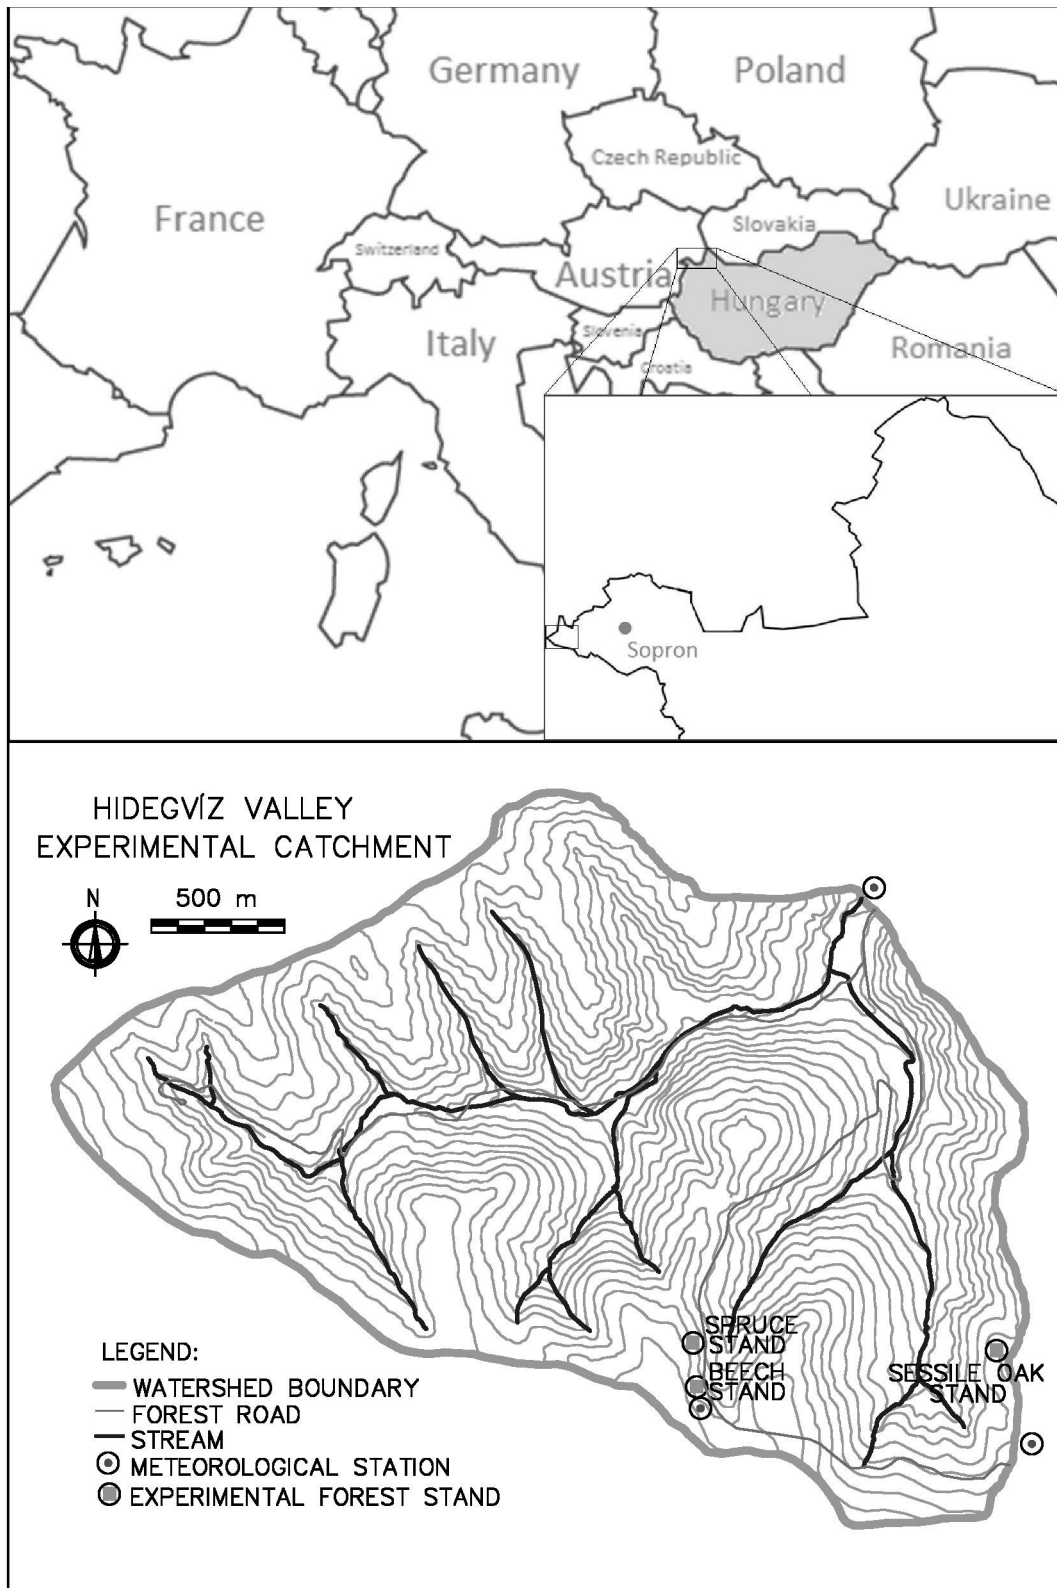 Germany
Poland
Czech Republic
Ukraine
France
Slovakia
Switzerland
Austria
Hungary
Slovenia
Italy
Romania
Croatia
Sopron
HIDEGVÍZ VALLEY
EXPERIMENTAL CATCHMENT
N
500 m
SPRUCE
STAND
BEECH
STAND
SESSILE OAK
STAND
LEGEND:
WATERSHED BOUNDARY
FOREST ROAD
STREAM
METEOROLOGICAL STATION
EXPERIMENTAL FOREST STAND